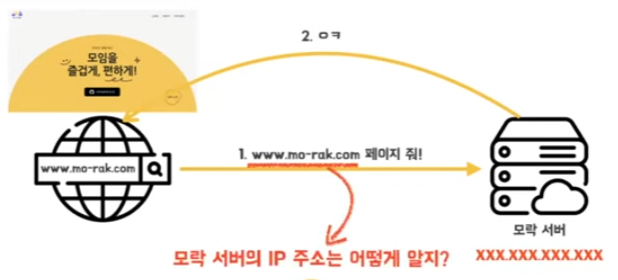 모임을
즐겁게, 편하게!
2. ㅇㅋ
www.mo-rak.com
1. www.mo-rak.com 페이지 줘!
모락 서버
XXX.XXX.XXX.XXX
모락 서버의 IP 주소는 어떻게 알지?